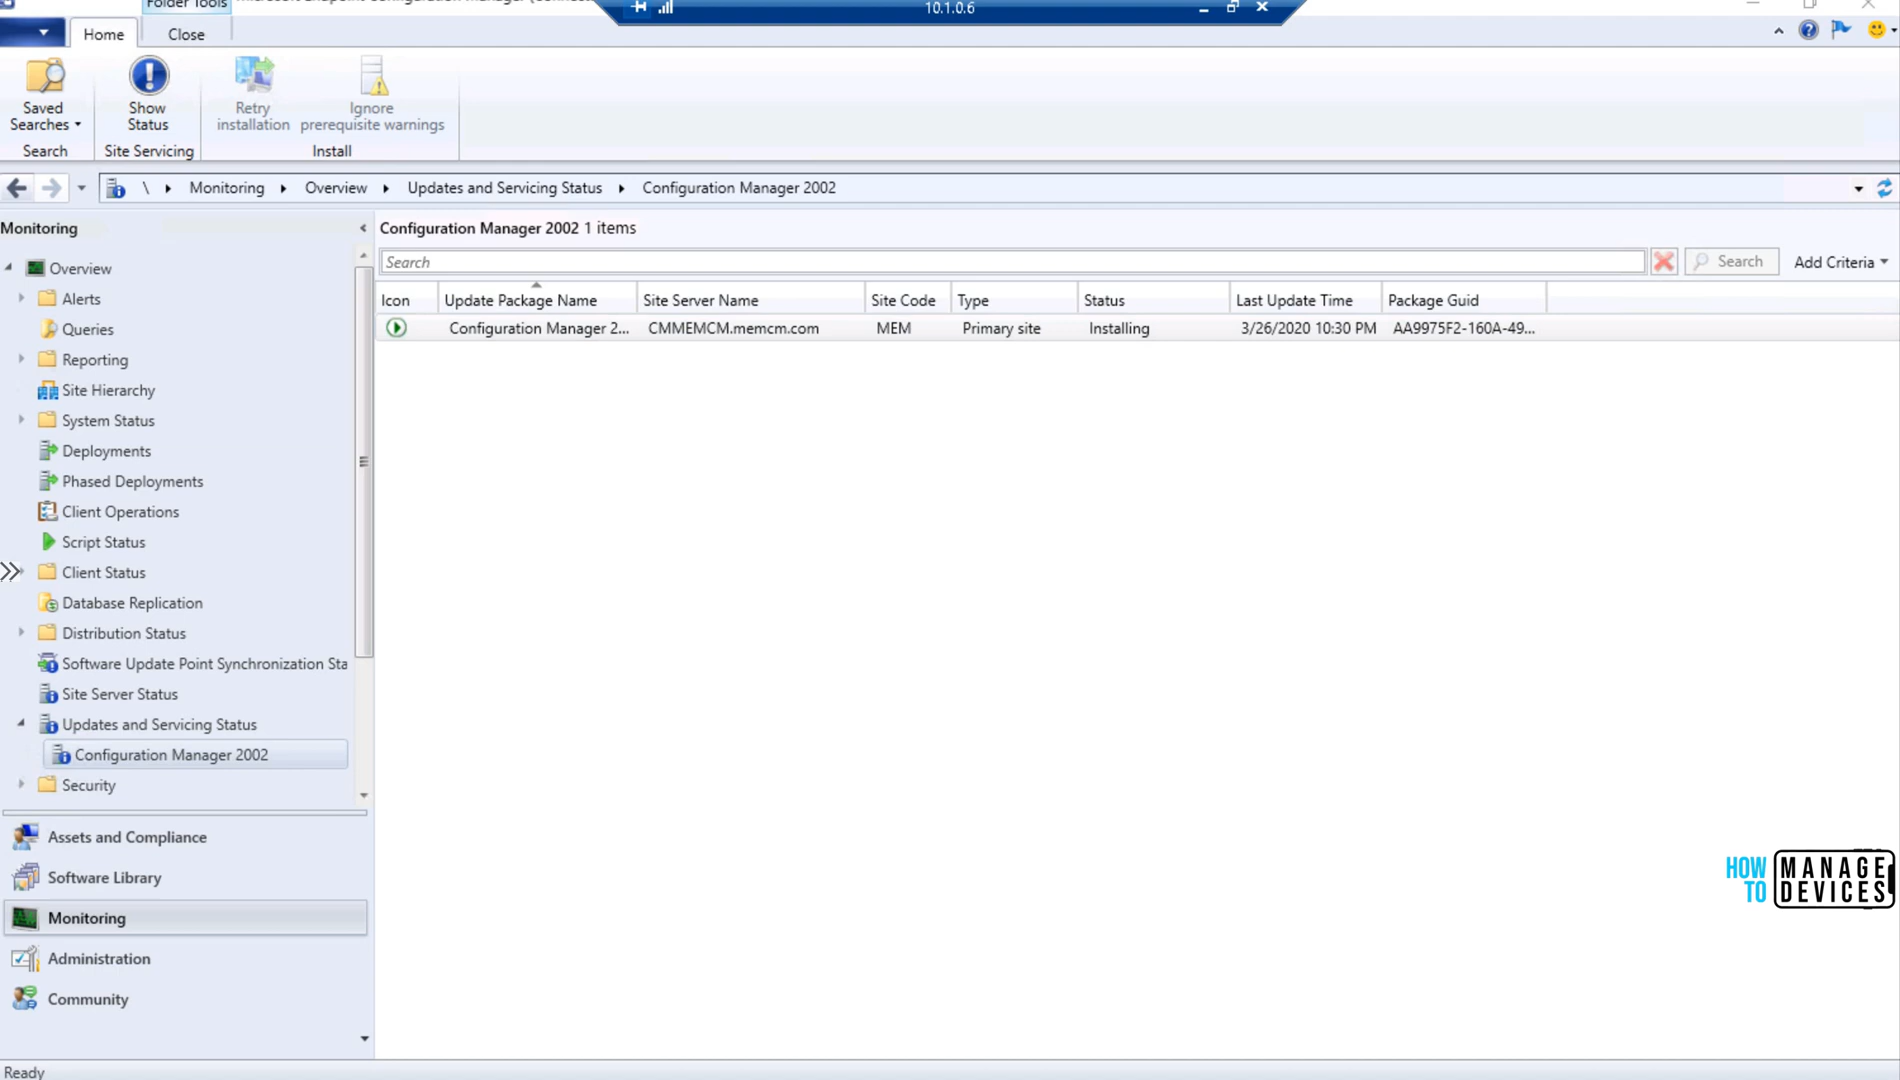 Folder Tools
10.1.0.6
Home
Close
Saved
Searches
Show
Status
Retry
installation
Ignore
prerequisite warnings
Search
Site Servicing
Install
\ Monitoring Overview Updates and Servicing Status Configuration Manager 2002
Monitoring
Overview
Alerts
Queries
Reporting
Site Hierarchy
System Status
Deployments
Phased Deployments
Client Operations
Script Status
Client Status
Database Replication
Distribution Status
Software Update Point Synchronization Sta
Site Server Status
Updates and Servicing Status
Configuration Manager 2002
Security
Assets and Compliance
Software Library
Monitoring
Administration
Community
Configuration Manager 2002 1 items
Search
Search
Add Criteria
Icon Update Package Name Site Server Name Site Code Type Status Last Update Time Package Guid
Configuration Manager 2... CMMEMCM.memcm.com MEM Primary site Installing 3/26/2020 10:30 PM AA9975F2-160A-49...
HOW TO
MANAGE DEVICES
Ready